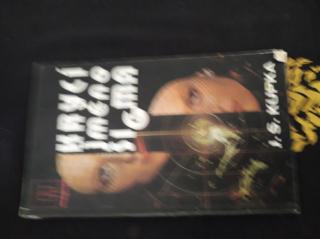 KRYCÍ
JMÉNO
SIGMA
J. S. KUPKA